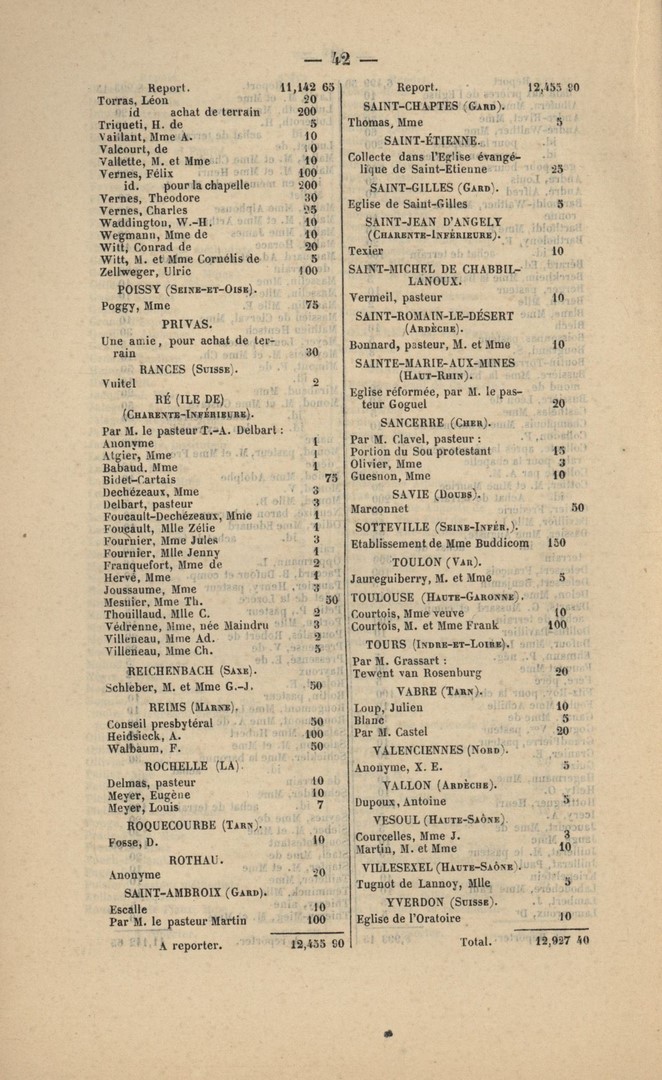 — 42 —
Report. 11,142 65
Torras, Léon 20
id achat de terrain 200
Triqueti, H. de 5
Vaillant, Mme A. 10
Valcourt, de 10
Vallette, M. et Mme 10
Vernes, Félix 100
id. pour la chapelle 200
Vernes, Theodore 30
Vernes, Charles 25
Waddington, W.-H. 10
Wegmann, Mme de 10
Witt, Conrad de 20
Witt, M. et Mme Cornélis de 5
Zellweger, Ulric 100
POISSY (SEINE-ET-OISE).
Poggy, Mme 75
PRIVAS.
Une amie, pour achat de ter-
rain 30
RANCES (SUISSE).
Vuitel 2
RÉ (ILE DE)
(CHARENTE-INFÉRIEURE).
Par M. le pasteur T.-A. Delbart :
Anonyme 1
Atgier, Mme 1
Babaud, Mme 1
Bidet-Cartais 75
Dechézeaux, Mme 3
Delbart, pasteur 3
Foucault-Dechézeaux, Mme 1
Foucault, Mlle Zélie 1
Fournier, Mme Jules 3
Fournier, Mlle Jenny 1
Franquefort, Mme de 2
Hervé, Mme 1
Joussaume, Mme 3
Mesnier, Mme Th. 50
Thouillaud, Mlle C. 2
Védrenne, Mme, née Maindru 3
Villeneau, Mme Ad. 2
Villeneau, Mme Ch. 5
REICHENBACH (SAXE).
Schleber, M. et Mme G.-J. 50
REIMS (MARNE).
Conseil presbytéral 50
Heidsieck, A. 100
Walbaum, F. 50
ROCHELLE (LA).
Delmas, pasteur 10
Meyer, Eugène 10
Meyer, Louis 7
ROQUECOURBE (TARN).
Fosse, D. 10
ROTHAU.
Anonyme 20
SAINT-AMBROIX (GARD).
Escalle 10
Par M. le pasteur Martin 100
A reporter. 12,455 90
Report. 12,455 90
SAINT-CHAPTES (GARD).
Thomas, Mme 5
SAINT-ÉTIENNE.
Collecte dans l'Eglise évangé-
lique de Saint-Etienne 25
SAINT-GILLES (GARD).
Eglise de Saint-Gilles 5
SAINT-JEAN D'ANGELY
(CHARENTE-INFÉRIEURE).
Texier 10
SAINT-MICHEL DE CHABBIL-
LANOUX.
Vermeil, pasteur 10
SAINT-ROMAIN-LE-DÉSERT
(ARDÈCHE).
Bonnard, pasteur, M. et Mme 10
SAINTE-MARIE-AUX-MINES
(HAUT-RHIN).
Eglise réformée, par M. le pas-
teur Goguel 20
SANCERRE (CHER).
Par M. Clavel, pasteur :
Portion du Sou protestant 15
Olivier, Mme 3
Guesnon, Mme 10
SAVIE (DOUBS).
Marconnet 50
SOTTEVILLE (SEINE-INFÉR.).
Etablissement de Mme Buddicom 150
TOULON (VAR).
Jaureguiberry, M. et Mme 5
TOULOUSE (HAUTE-GARONNE).
Courtois, Mme veuve 10
Courtois, M. et Mme Frank 100
TOURS (INDRE-ET-LOIRE).
Par M. Grassart :
Tewent van Rosenburg 20
VABRE (TARN).
Loup, Julien 10
Blanc 5
Par M. Castel 20
VALENCIENNES (NORD).
Anonyme, X. E. 5
VALLON (ARDÈCHE).
Dupoux, Antoine 5
VESOUL (HAUTE-SAÔNE)
Courcelles, Mme J. 3
Martin, M. et Mme 10
VILLESEXEL (HAUTE-SAÔNE).
Tugnot de Lannoy, Mlle 5
YVERDON (SUISSE).
Eglise de l'Oratoire 10
Total. 12,927 40